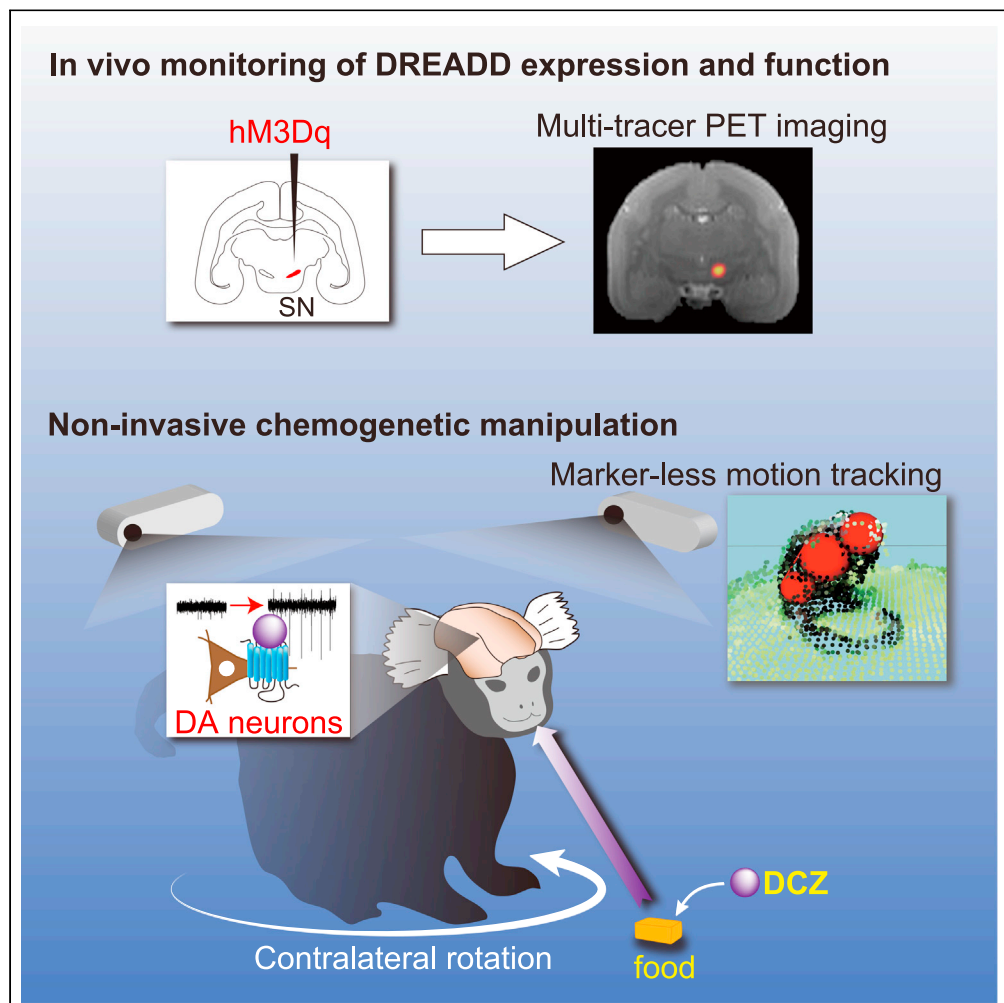 In vivo monitoring of DREADD expression and function
hM3Dq
Multi-tracer PET imaging
SN
Non-invasive chemogenetic manipulation
Marker-less motion tracking
DA neurons
DCZ
Contralateral rotation
food